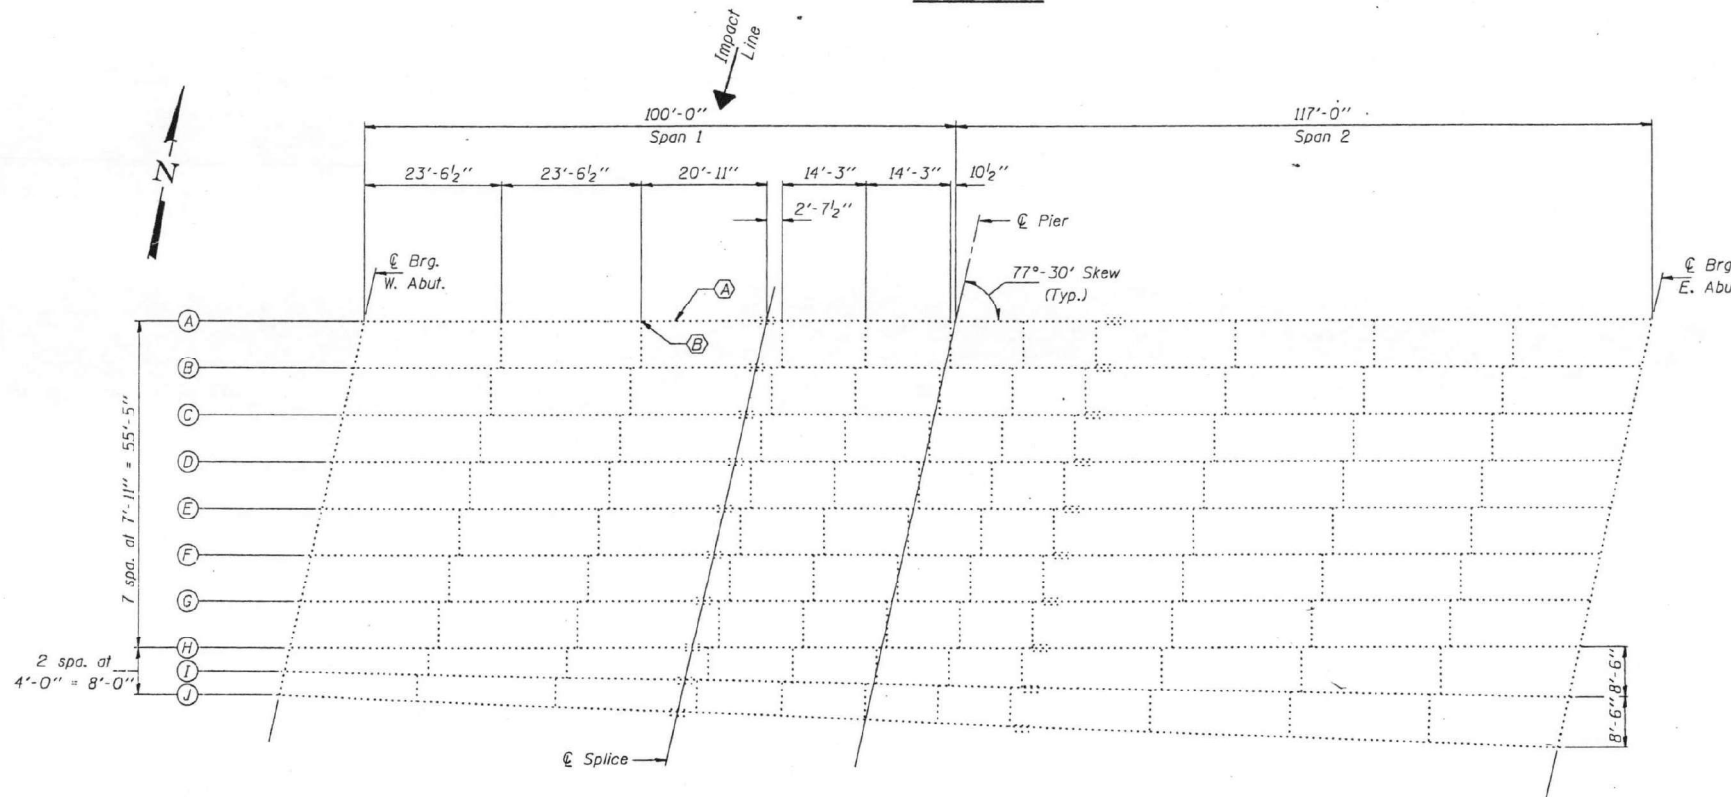 Impact
Line
N
100'-0"
Span 1
117'-0"
Span 2
23'-6½"
23'-6½"
20'-11"
14'-3"
14'-3"
10½"
2'-7½"
℄ Pier
77°-30' Skew
(Typ.)
℄ Brg.
W. Abut.
℄ Brg
E. Abu
A
B
A
B
C
D
E
F
G
H
I
J
7 spa. at 7'-11" = 55'-5"
2 spa. at
4'-0" = 8'-0"
8'-6"
8'-6"
℄ Splice